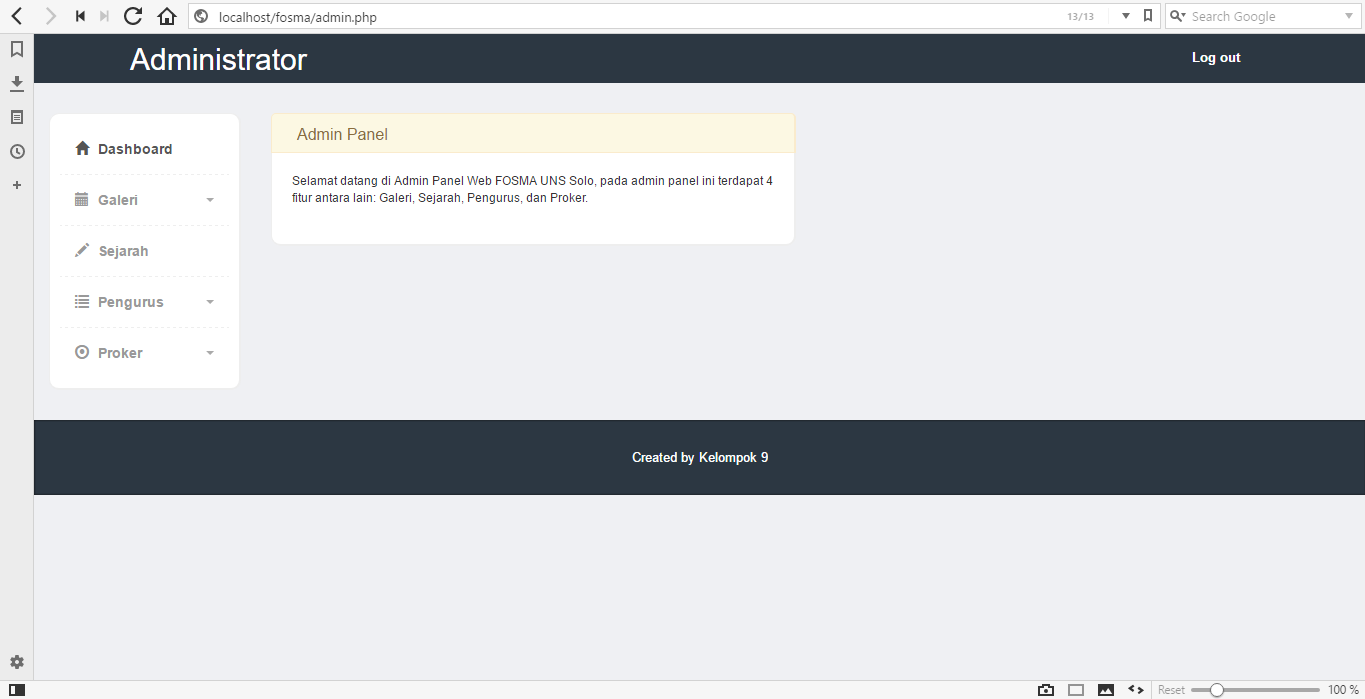 localhost/fosma/admin.php
13/13
Search Google
Administrator
Log out
Dashboard
Galeri
Sejarah
Pengurus
Proker
Admin Panel
Selamat datang di Admin Panel Web FOSMA UNS Solo, pada admin panel ini terdapat 4
fitur antara lain: Galeri, Sejarah, Pengurus, dan Proker.
Created by Kelompok 9
Reset
100 %